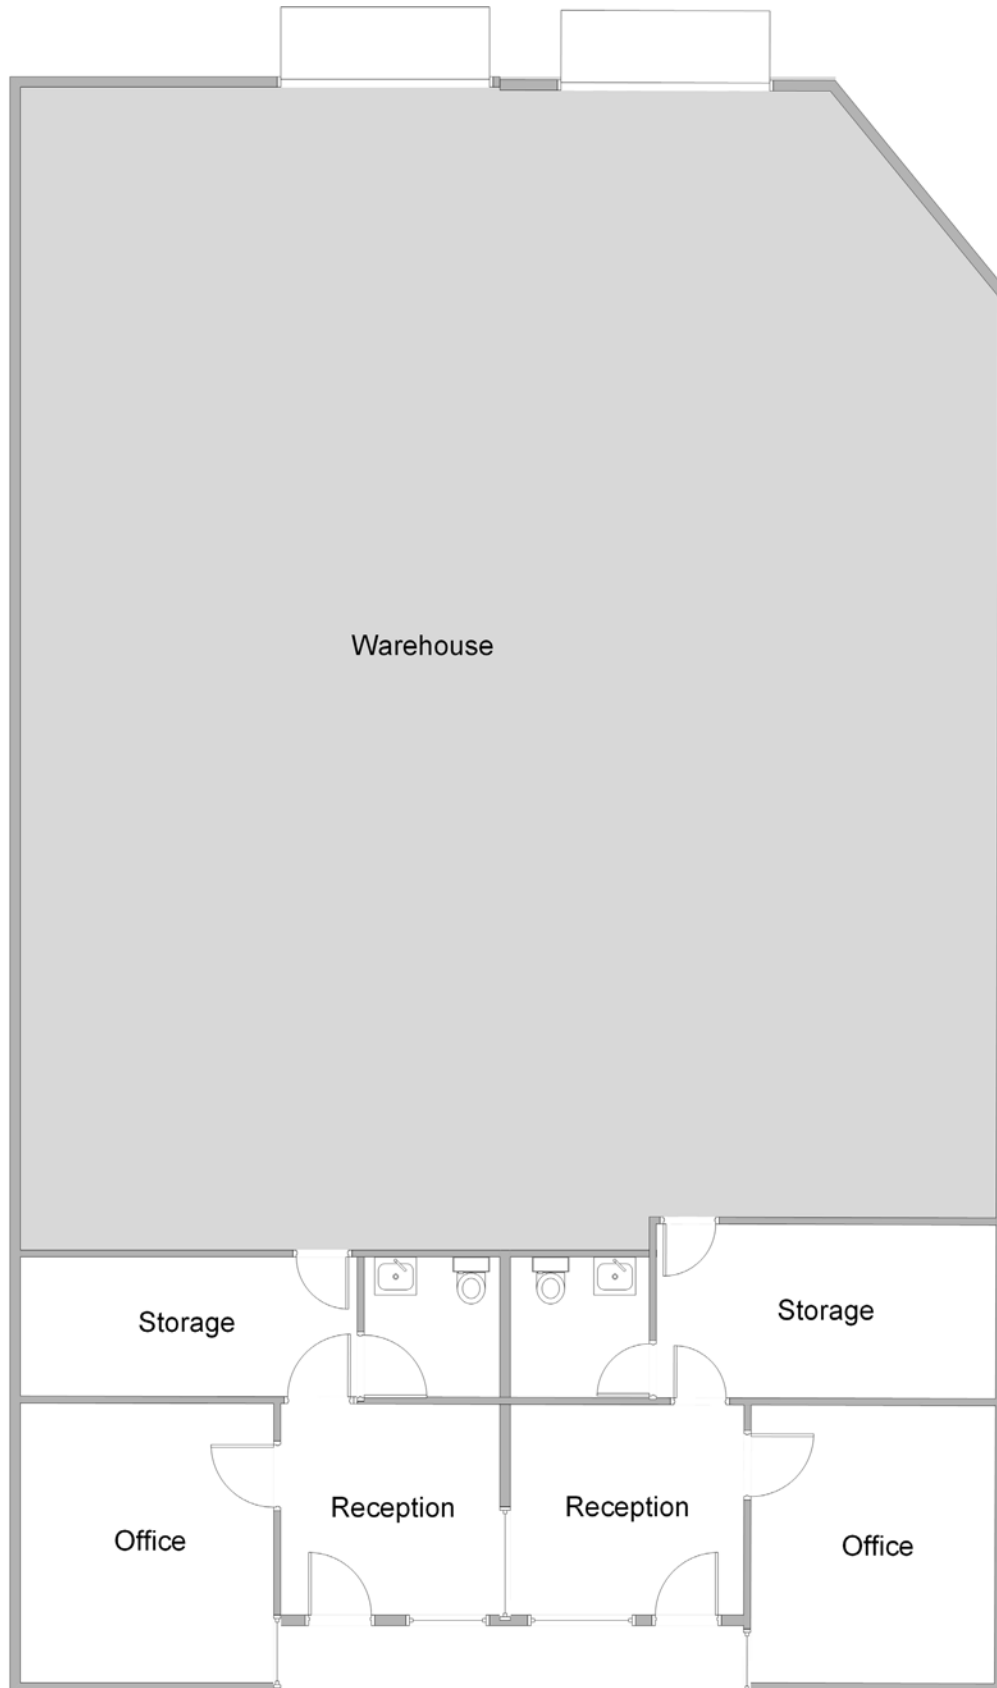 Warehouse
Storage
Storage
Reception
Reception
Office
Office